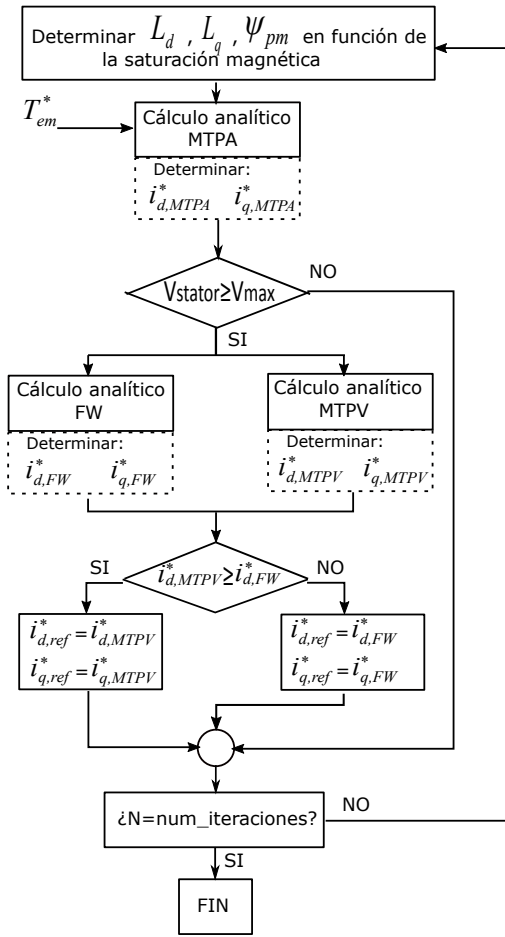 Determinar L_d , L_q , Ψ_pm en función de
la saturación magnética
T*_em
Cálculo analítico
MTPA
Determinar:
i*_d,MTPA i*_q,MTPA
Vstator≥Vmax
NO
SI
Cálculo analítico
FW
Determinar:
i*_d,FW i*_q,FW
Cálculo analítico
MTPV
Determinar:
i*_d,MTPV i*_q,MTPV
i*_d,MTPV ≥ i*_d,FW
SI
NO
i*_d,ref = i*_d,MTPV
i*_q,ref = i*_q,MTPV
i*_d,ref = i*_d,FW
i*_q,ref = i*_q,FW
¿N=num_iteraciones?
NO
SI
FIN